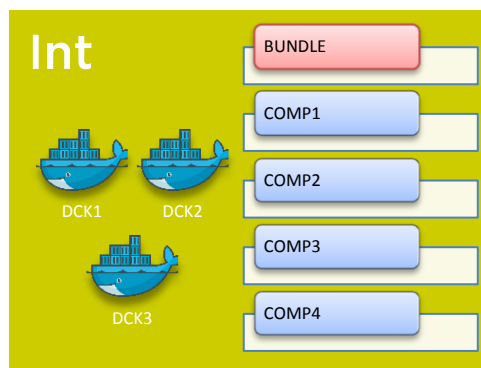 Int
BUNDLE
COMP1
COMP2
COMP3
COMP4
DCK1
DCK2
DCK3